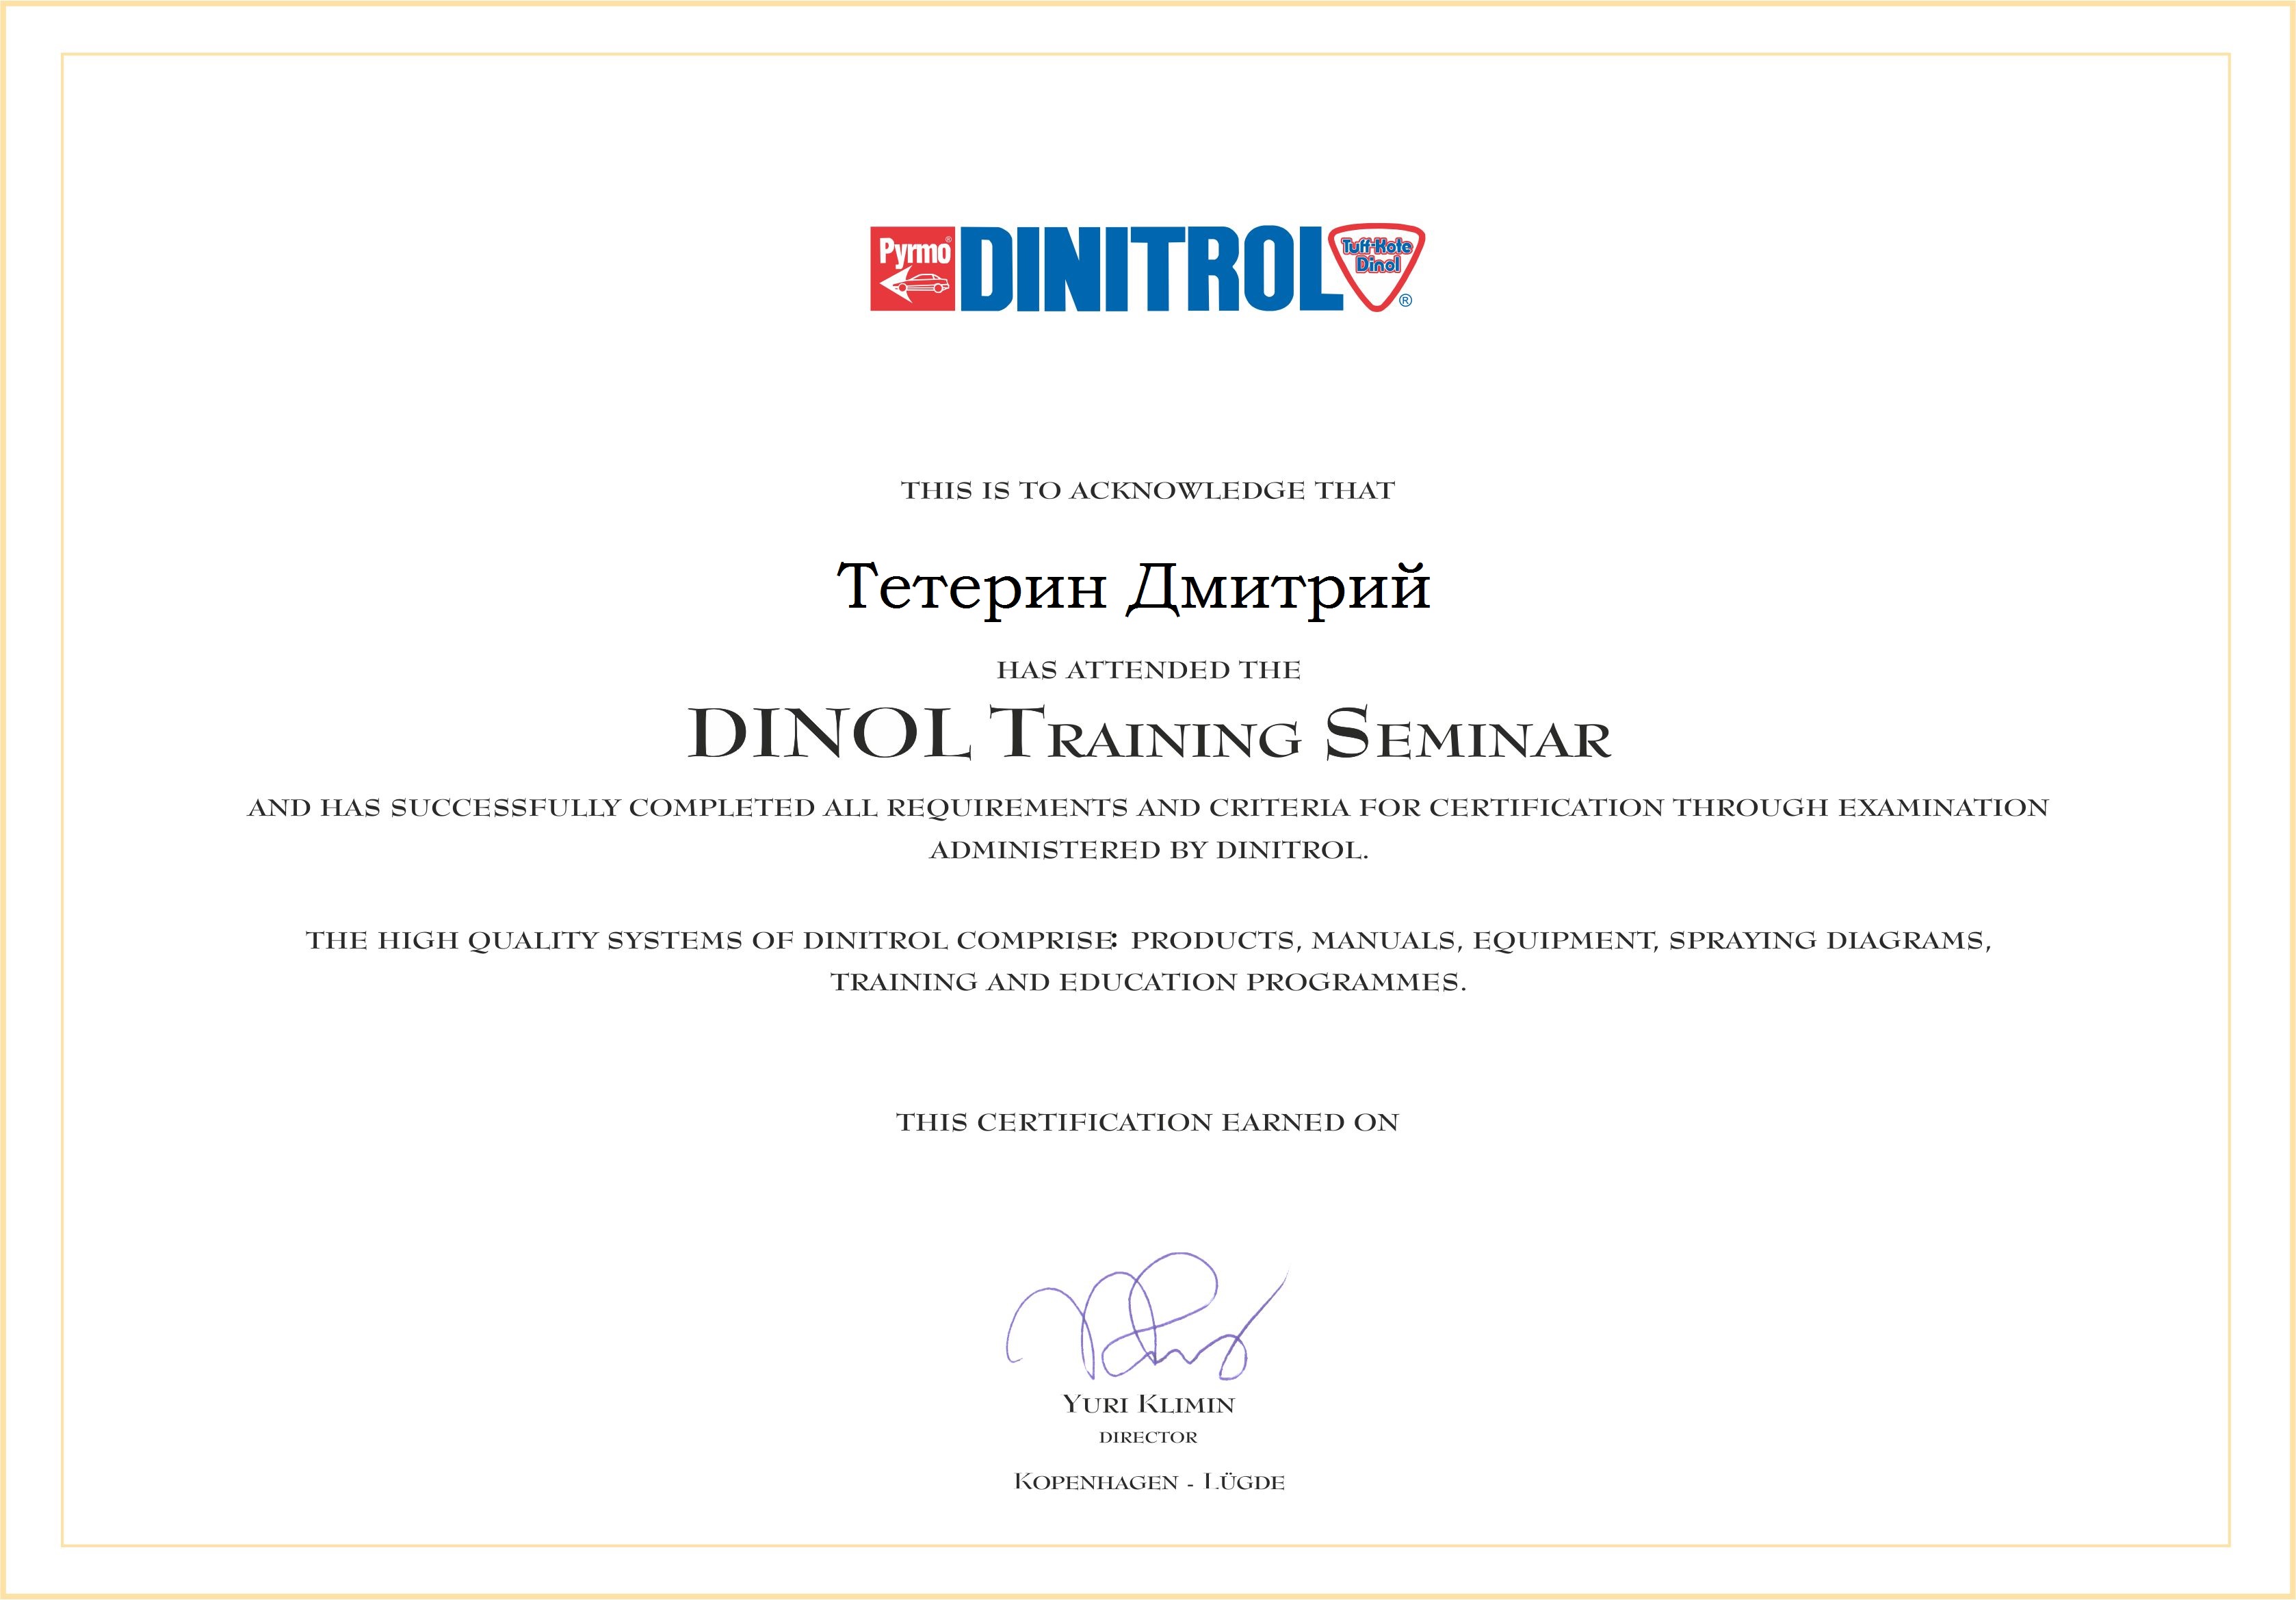 Pyrmo® DINITROL Tuff-Kote Dinol ®
THIS IS TO ACKNOWLEDGE THAT
Тетерин Дмитрий
HAS ATTENDED THE
DINOL TRAINING SEMINAR
AND HAS SUCCESSFULLY COMPLETED ALL REQUIREMENTS AND CRITERIA FOR CERTIFICATION THROUGH EXAMINATION
ADMINISTERED BY DINITROL.
THE HIGH QUALITY SYSTEMS OF DINITROL COMPRISE: PRODUCTS, MANUALS, EQUIPMENT, SPRAYING DIAGRAMS,
TRAINING AND EDUCATION PROGRAMMES.
THIS CERTIFICATION EARNED ON
YURI KLIMIN
DIRECTOR
KOPENHAGEN - LÜGDE